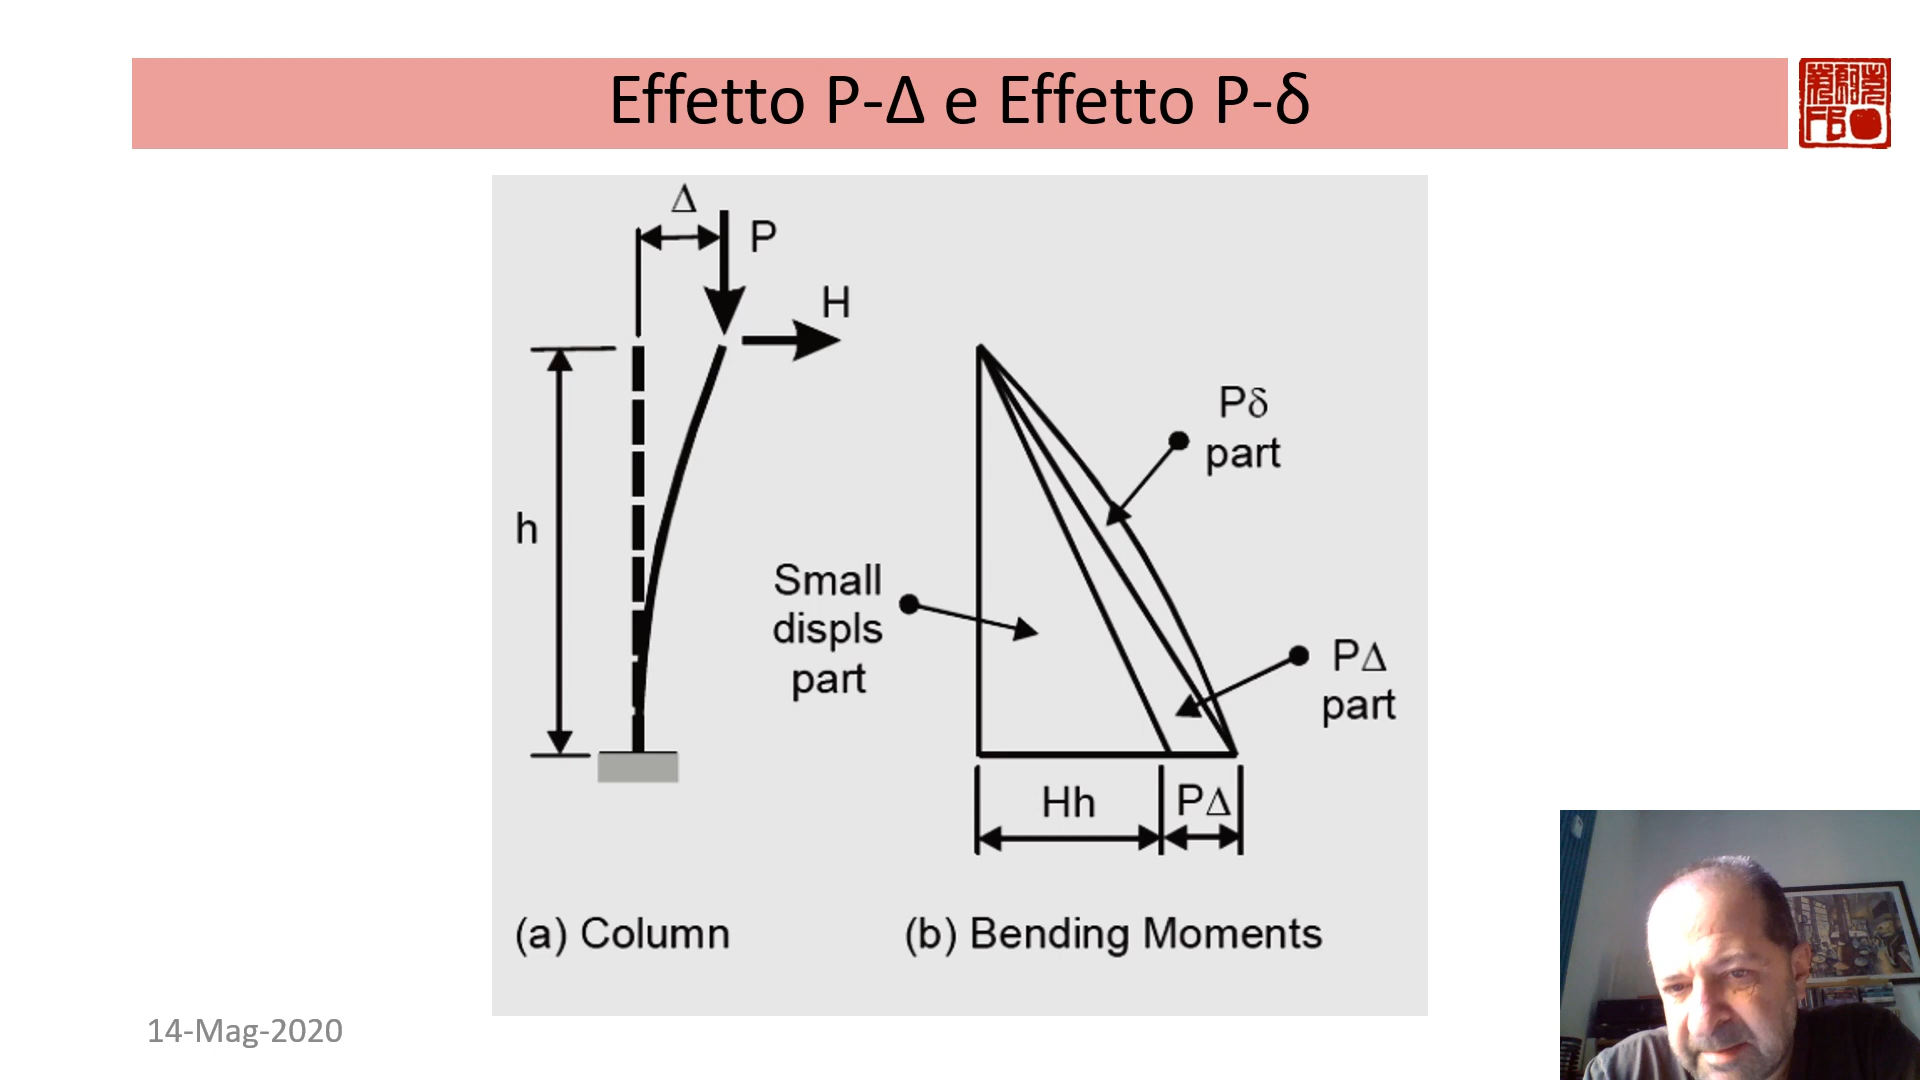 Effetto P-Δ e Effetto P-δ
Δ
P
H
h
Pδ
part
Small
displs
part
PΔ
part
Hh
PΔ
(a) Column
(b) Bending Moments
14-Mag-2020